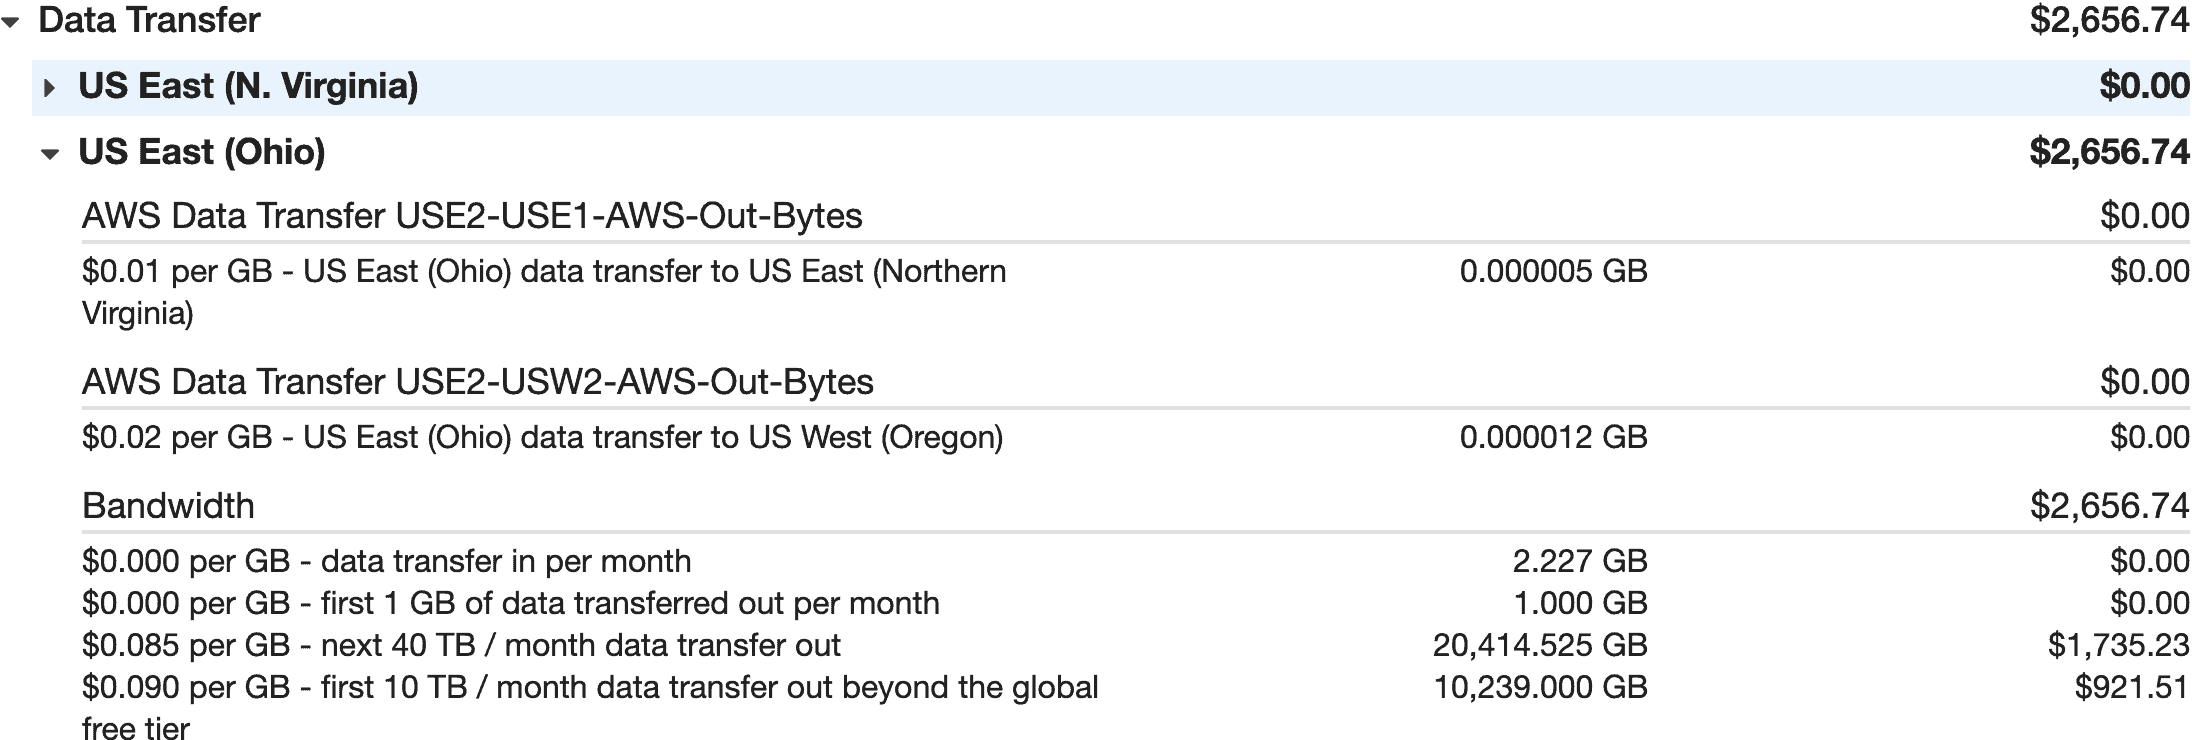 Data Transfer $2,656.74
US East (N. Virginia) $0.00
US East (Ohio) $2,656.74
AWS Data Transfer USE2-USE1-AWS-Out-Bytes $0.00
$0.01 per GB - US East (Ohio) data transfer to US East (Northern 0.000005 GB $0.00
Virginia)
AWS Data Transfer USE2-USW2-AWS-Out-Bytes $0.00
$0.02 per GB - US East (Ohio) data transfer to US West (Oregon) 0.000012 GB $0.00
Bandwidth $2,656.74
$0.000 per GB - data transfer in per month 2.227 GB $0.00
$0.000 per GB - first 1 GB of data transferred out per month 1.000 GB $0.00
$0.085 per GB - next 40 TB / month data transfer out 20,414.525 GB $1,735.23
$0.090 per GB - first 10 TB / month data transfer out beyond the global 10,239.000 GB $921.51
free tier